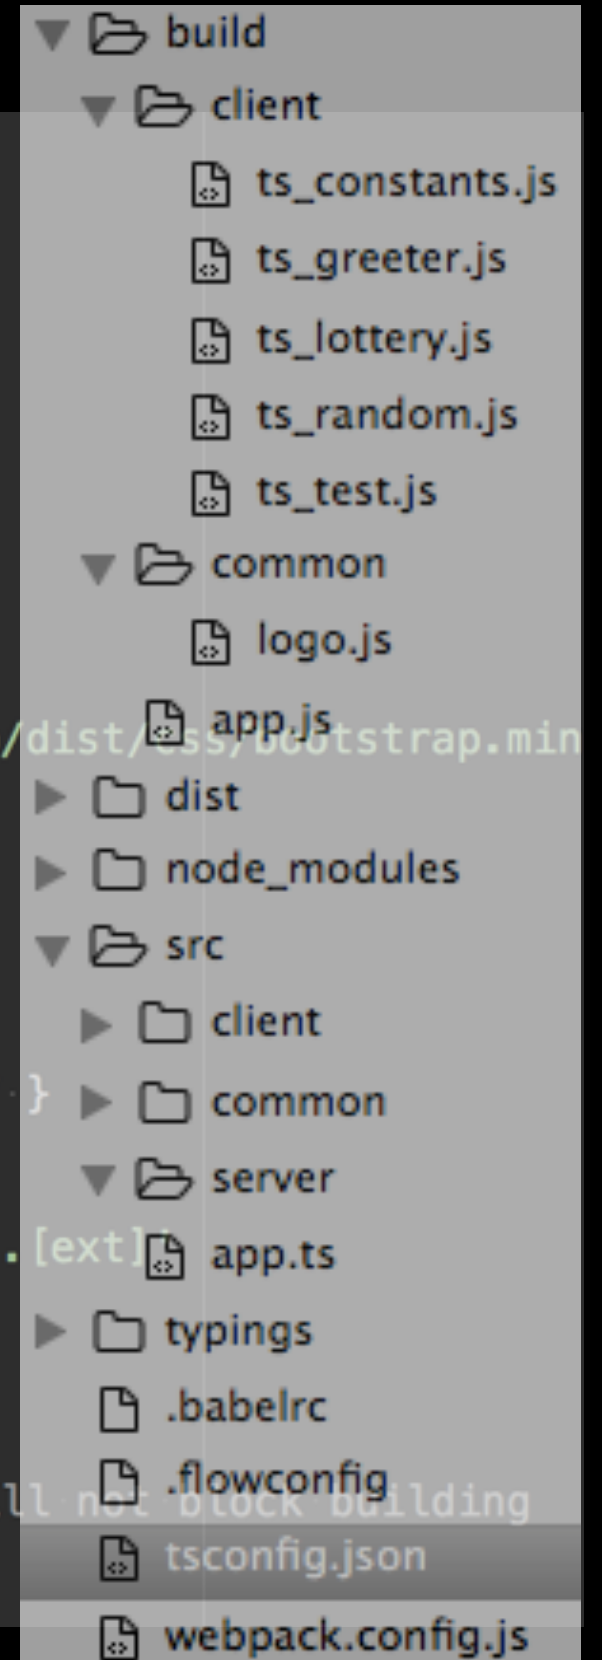 build
client
ts_constants.js
ts_greeter.js
ts_lottery.js
ts_random.js
ts_test.js
common
logo.js
app.js
/dist/css/bootstrap.min
dist
node_modules
src
client
common
}
server
app.ts
.[ext]
typings
.babelrc
.flowconfig
ll not block building
tsconfig.json
webpack.config.js